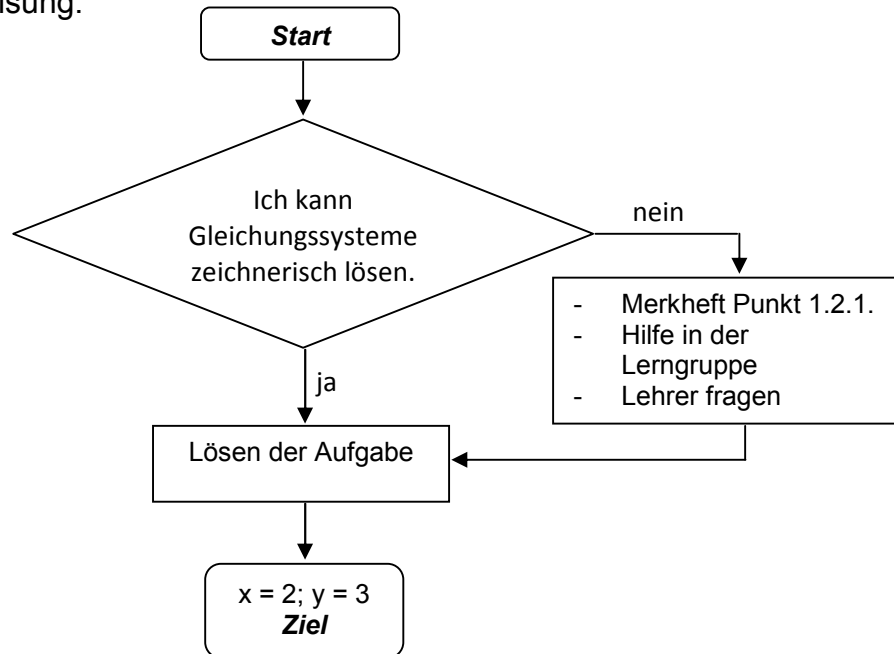 Start
Ich kann
Gleichungssysteme
zeichnerisch lösen.
nein
- Merkheft Punkt 1.2.1.
- Hilfe in der
Lerngruppe
- Lehrer fragen
ja
Lösen der Aufgabe
x = 2; y = 3
Ziel